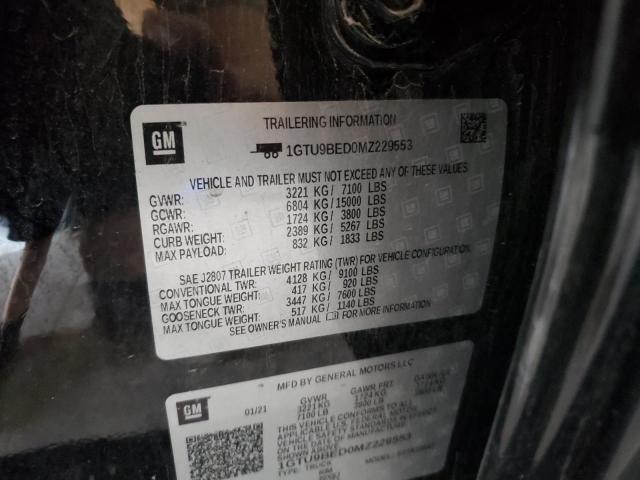 GM
TRAILERING INFORMATION
1GTU9BED0MZ229553
VEHICLE AND TRAILER MUST NOT EXCEED ANY OF THESE VALUES
GVWR: 3221 KG / 7100 LBS
GCWR: 6804 KG / 15000 LBS
RGAWR: 1724 KG / 3800 LBS
CURB WEIGHT: 2389 KG / 5267 LBS
MAX PAYLOAD: 832 KG / 1833 LBS
SAE J2807 TRAILER WEIGHT RATING (TWR) FOR VEHICLE CONFIGURATION.
CONVENTIONAL TWR: 4128 KG / 9100 LBS
MAX TONGUE WEIGHT: 417 KG / 920 LBS
GOOSENECK TWR: 3447 KG / 7600 LBS
MAX TONGUE WEIGHT: 517 KG / 1140 LBS
SEE OWNER'S MANUAL FOR MORE INFORMATION
GM
MFD BY GENERAL MOTORS LLC
01/21 GVWR GAWR FRT
3221 KG 1724 KG
7100 LB 3800 LB
1GTU9BED0MZ229553
TYPE: TRUCK